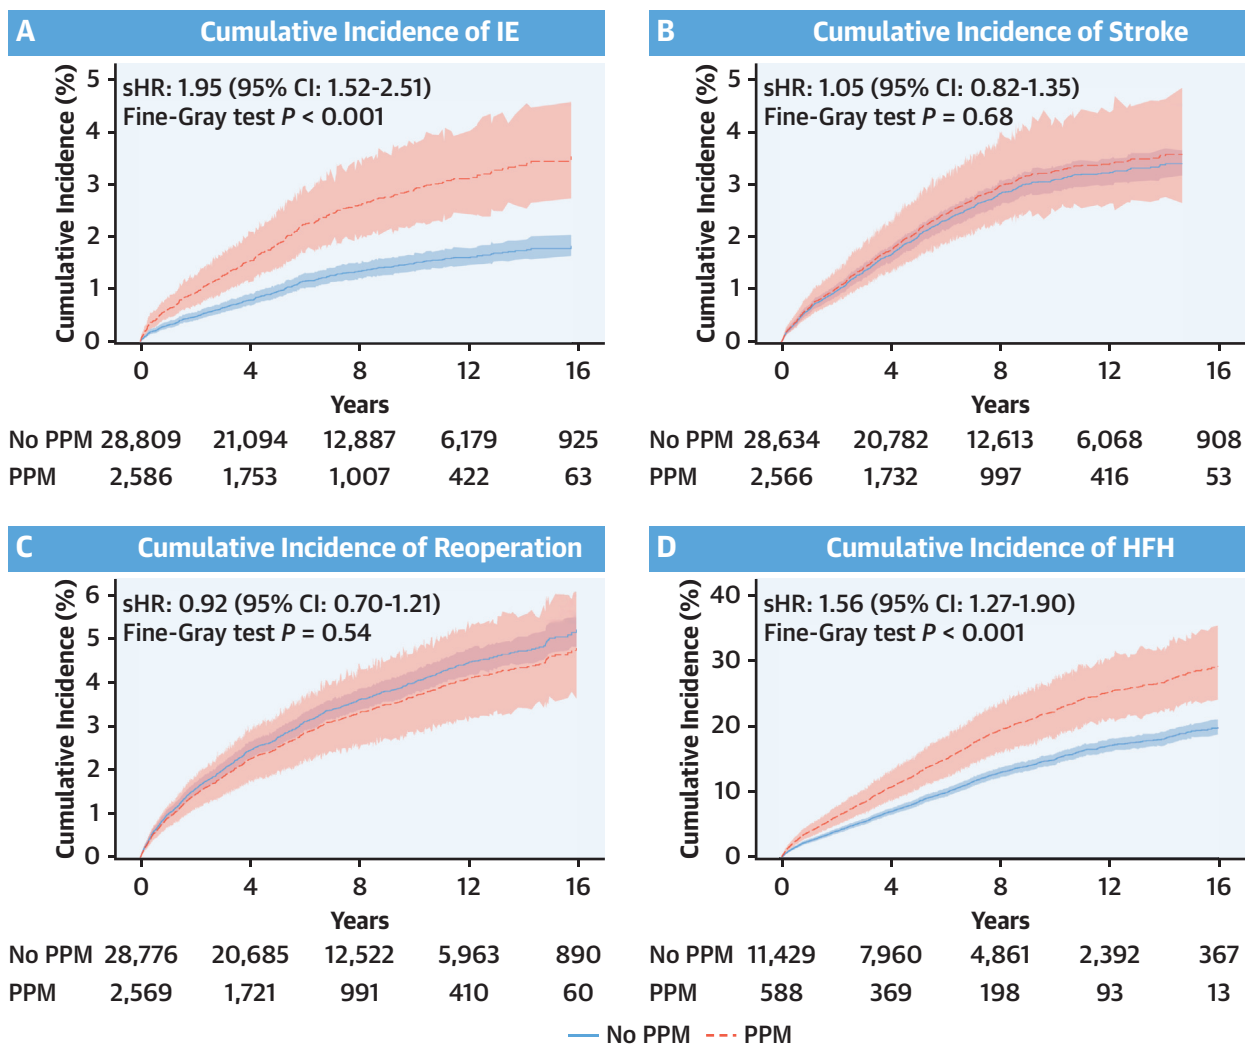 A Cumulative Incidence of IE
Cumulative Incidence (%)
sHR: 1.95 (95% CI: 1.52-2.51)
Fine-Gray test P < 0.001
5
4
3
2
1
0
0 4 8 12 16
Years
No PPM 28,809 21,094 12,887 6,179 925
PPM 2,586 1,753 1,007 422 63
B Cumulative Incidence of Stroke
Cumulative Incidence (%)
sHR: 1.05 (95% CI: 0.82-1.35)
Fine-Gray test P = 0.68
5
4
3
2
1
0
0 4 8 12 16
Years
No PPM 28,634 20,782 12,613 6,068 908
PPM 2,566 1,732 997 416 53
C Cumulative Incidence of Reoperation
Cumulative Incidence (%)
sHR: 0.92 (95% CI: 0.70-1.21)
Fine-Gray test P = 0.54
6
5
4
3
2
1
0
0 4 8 12 16
Years
No PPM 28,776 20,685 12,522 5,963 890
PPM 2,569 1,721 991 410 60
D Cumulative Incidence of HFH
Cumulative Incidence (%)
sHR: 1.56 (95% CI: 1.27-1.90)
Fine-Gray test P < 0.001
40
30
20
10
0
0 4 8 12 16
Years
No PPM 11,429 7,960 4,861 2,392 367
PPM 588 369 198 93 13
No PPM PPM